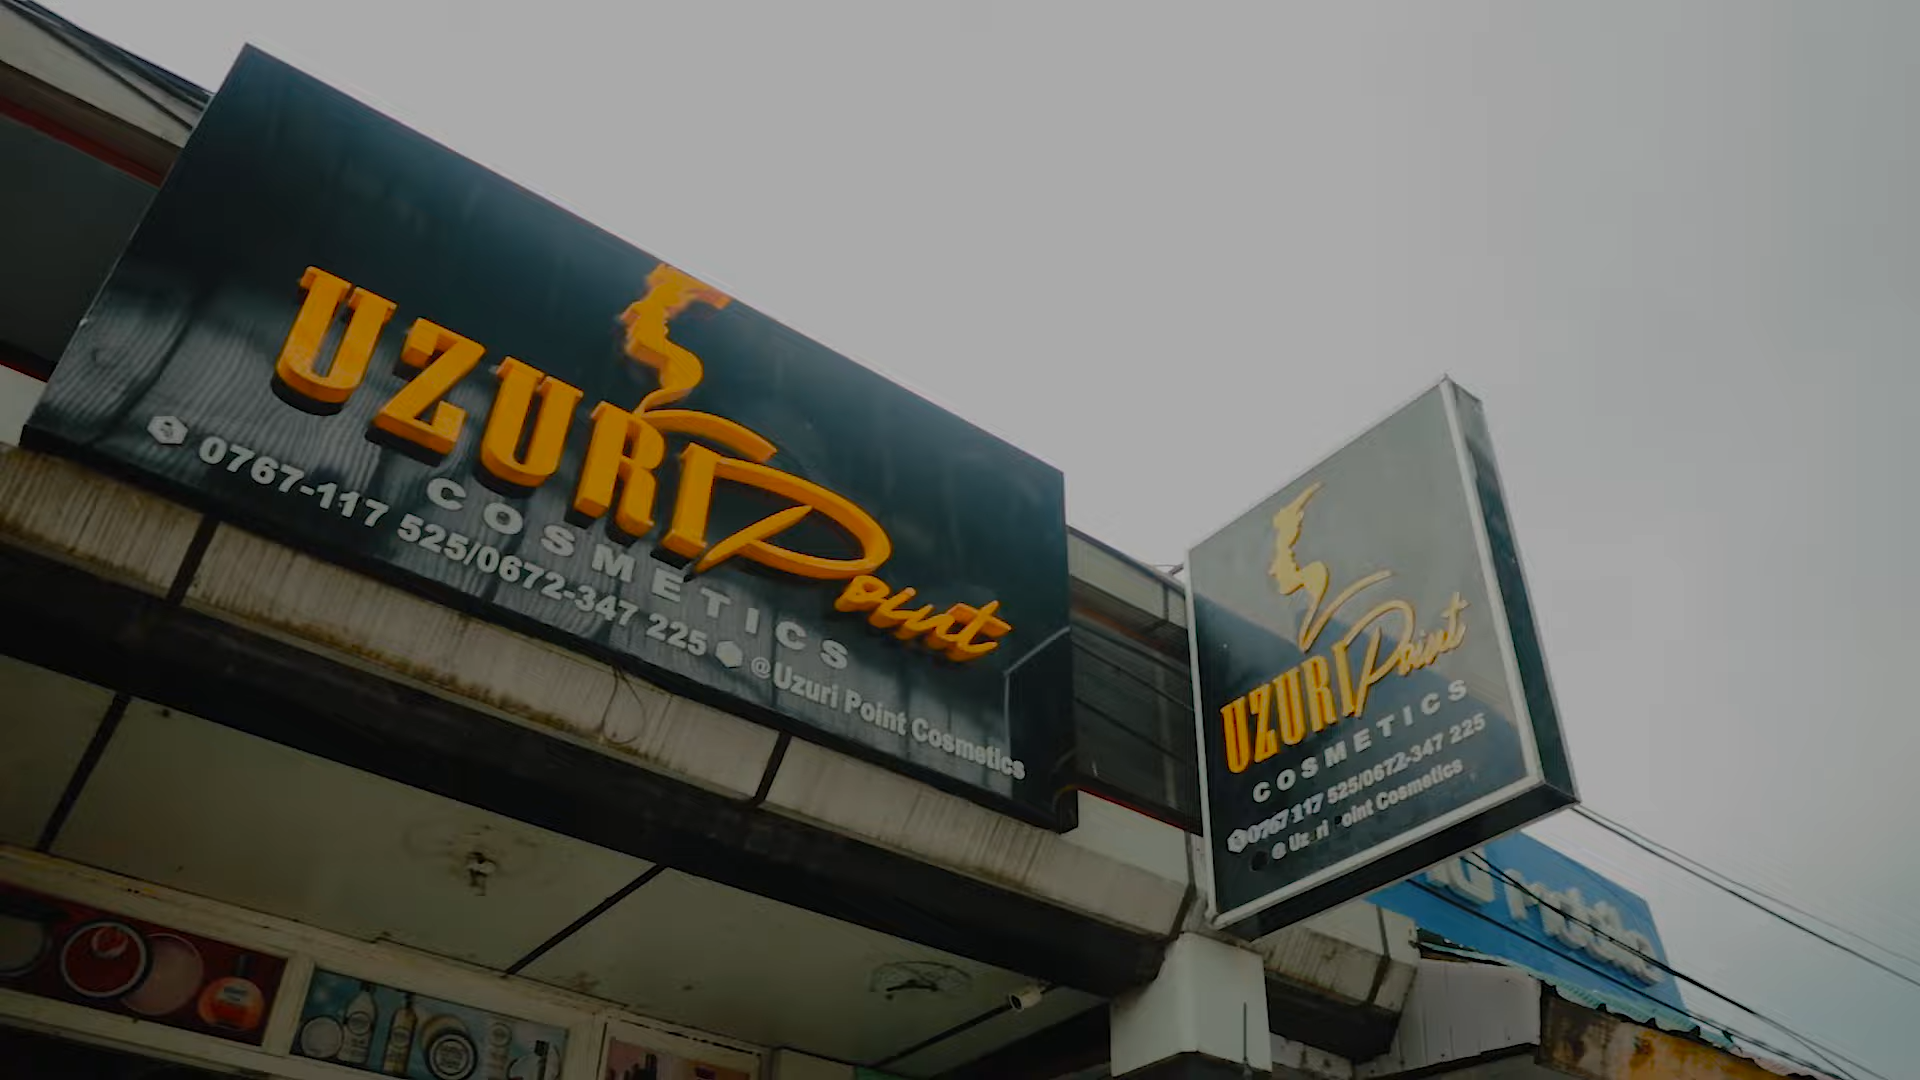 UZURI Point
COSMETICS
0767-117 525/0672-347 225 @Uzuri Point Cosmetics
UZURI Point
COSMETICS
0767 117 525/0672-347 225
@ Uzuri Point Cosmetics